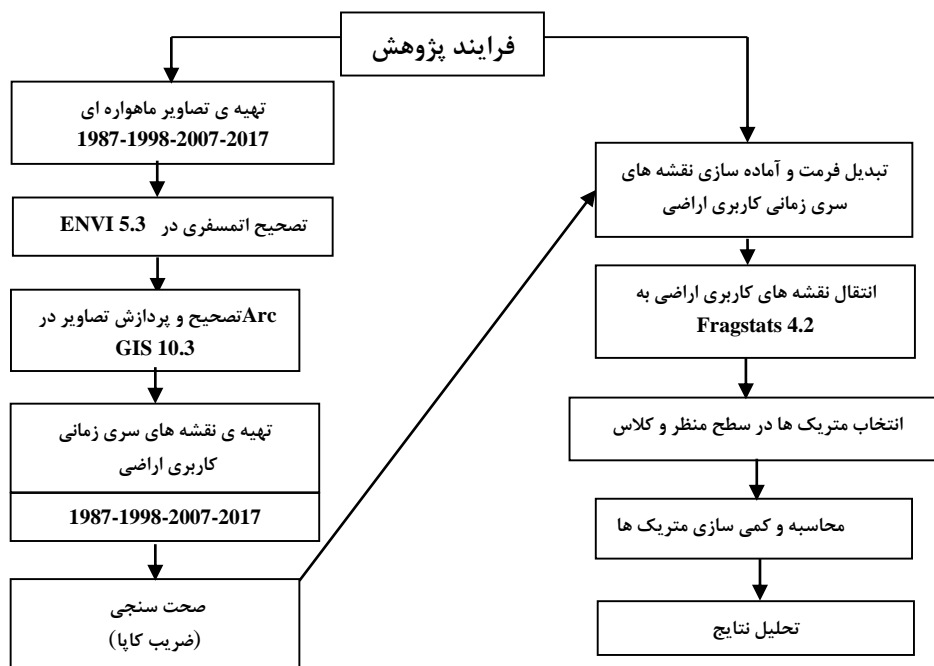 فرایند پژوهش
تهیه ی تصاویر ماهواره ای
1987-1998-2007-2017
تصحیح اتمسفری در ENVI 5.3
Arcتصحیح و پردازش تصاویر در
GIS 10.3
تهیه ی نقشه های سری زمانی
کاربری اراضی
1987-1998-2007-2017
صحت سنجی
(ضریب کاپا)
تبدیل فرمت و آماده سازی نقشه های
سری زمانی کاربری اراضی
انتقال نقشه های کاربری اراضی به
Fragstats 4.2
انتخاب متریک ها در سطح منظر و کلاس
محاسبه و کمی سازی متریک ها
تحلیل نتایج